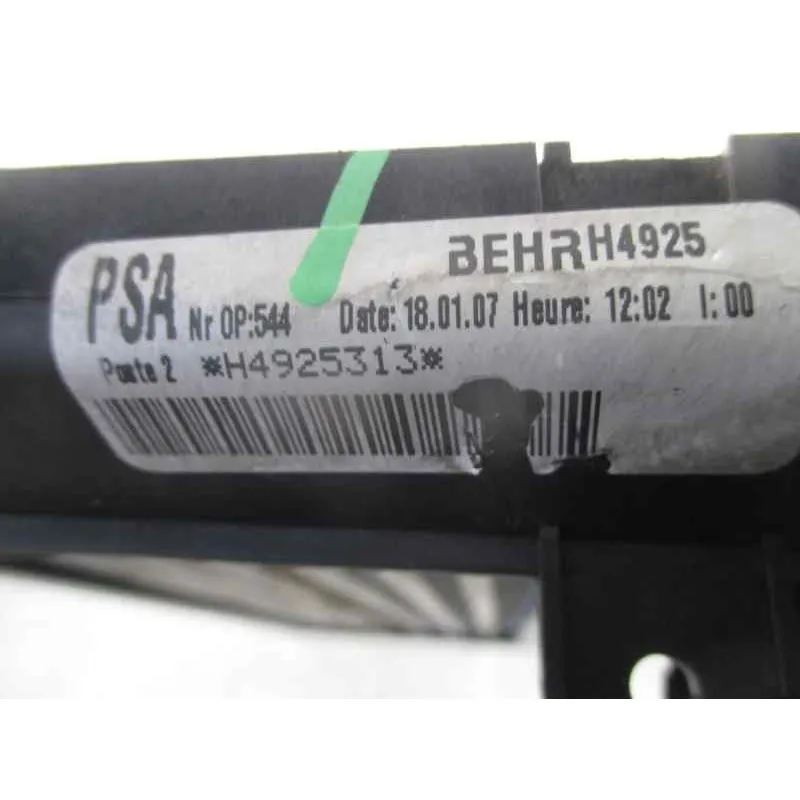 PSA BEHR H4925
Nr OP:544 Date: 18.01.07 Heure: 12:02 I: 00
Poste 2 *H4925313*